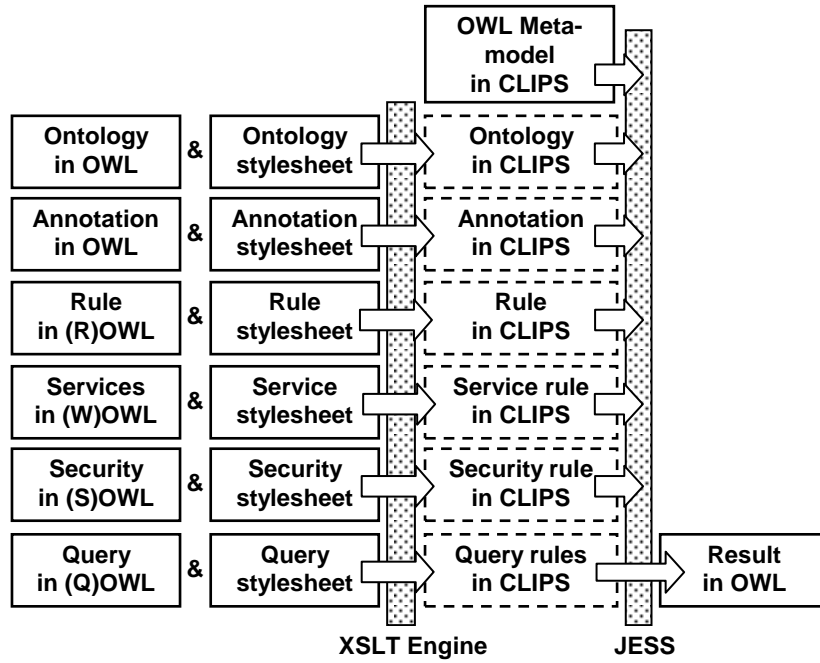 OWL Meta-
model
in CLIPS
Ontology
in OWL
&
Ontology
stylesheet
Ontology
in CLIPS
Annotation
in OWL
&
Annotation
stylesheet
Annotation
in CLIPS
Rule
in (R)OWL
&
Rule
stylesheet
Rule
in CLIPS
Services
in (W)OWL
&
Service
stylesheet
Service rule
in CLIPS
Security
in (S)OWL
&
Security
stylesheet
Security rule
in CLIPS
Query
in (Q)OWL
&
Query
stylesheet
Query rules
in CLIPS
Result
in OWL
XSLT Engine
JESS